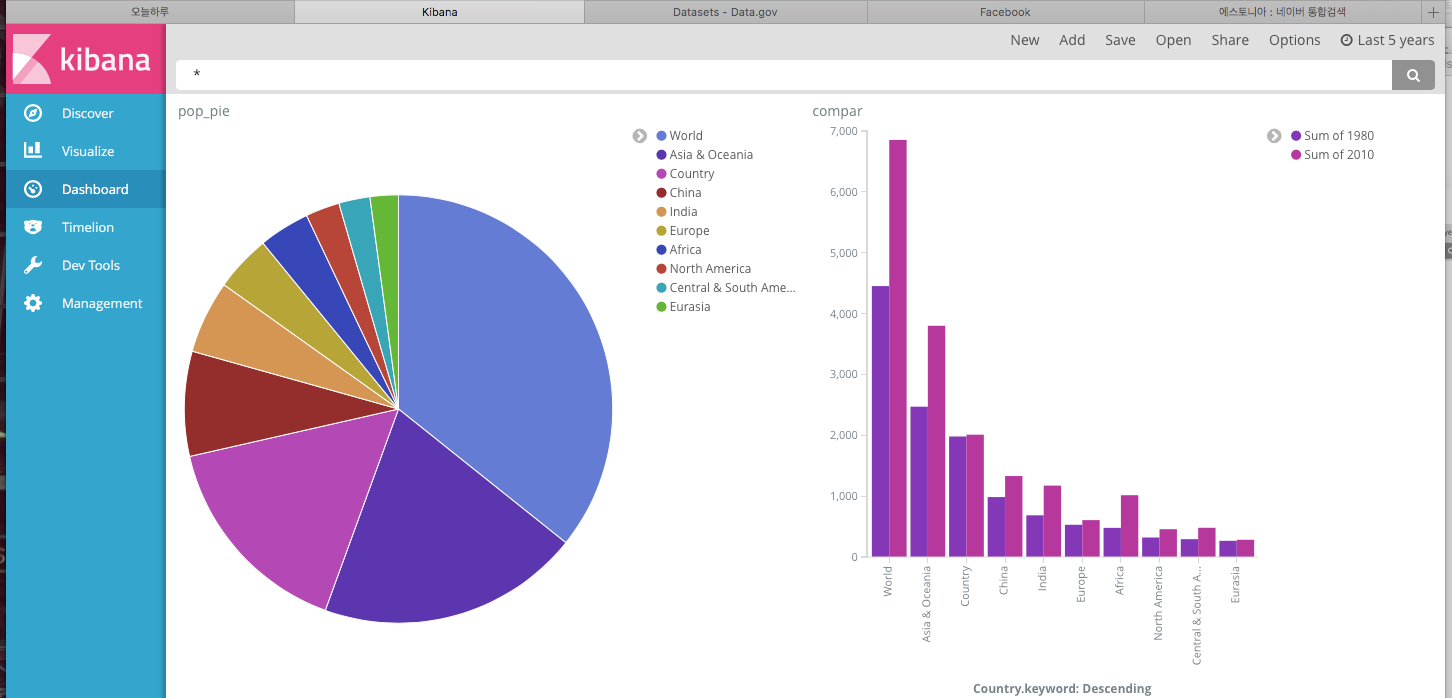 오늘하루
Kibana
Datasets - Data.gov
Facebook
에스토니아 : 네이버 통합검색
kibana
New Add Save Open Share Options Last 5 years
*
Discover
Visualize
Dashboard
Timelion
Dev Tools
Management
pop_pie
World
Asia & Oceania
Country
China
India
Europe
Africa
North America
Central & South Ame...
Eurasia
compar
7,000
6,000
5,000
4,000
3,000
2,000
1,000
0
World
Asia & Oceania
Country
China
India
Europe
Africa
North America
Central & South A...
Eurasia
Country.keyword: Descending
Sum of 1980
Sum of 2010